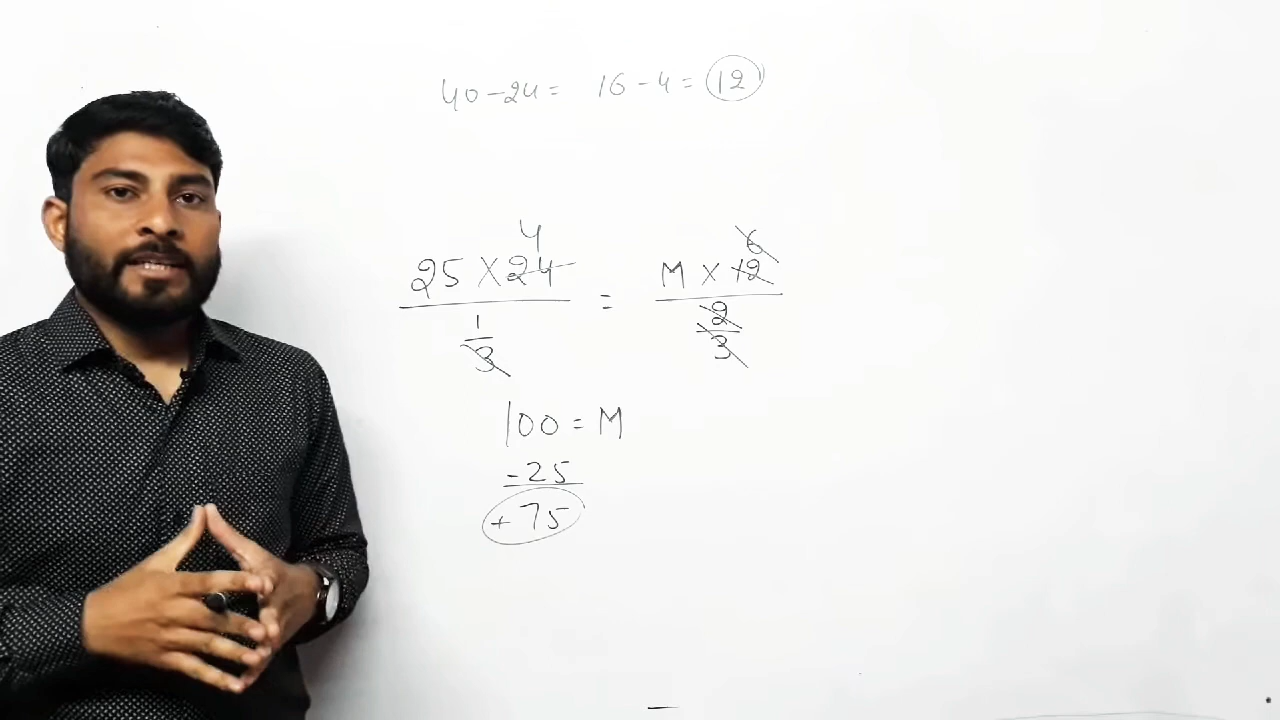 40-24= 16-4= 12
4 6
25 X 24 = M X 12
1 2
3 3
100 = M
-25
+75